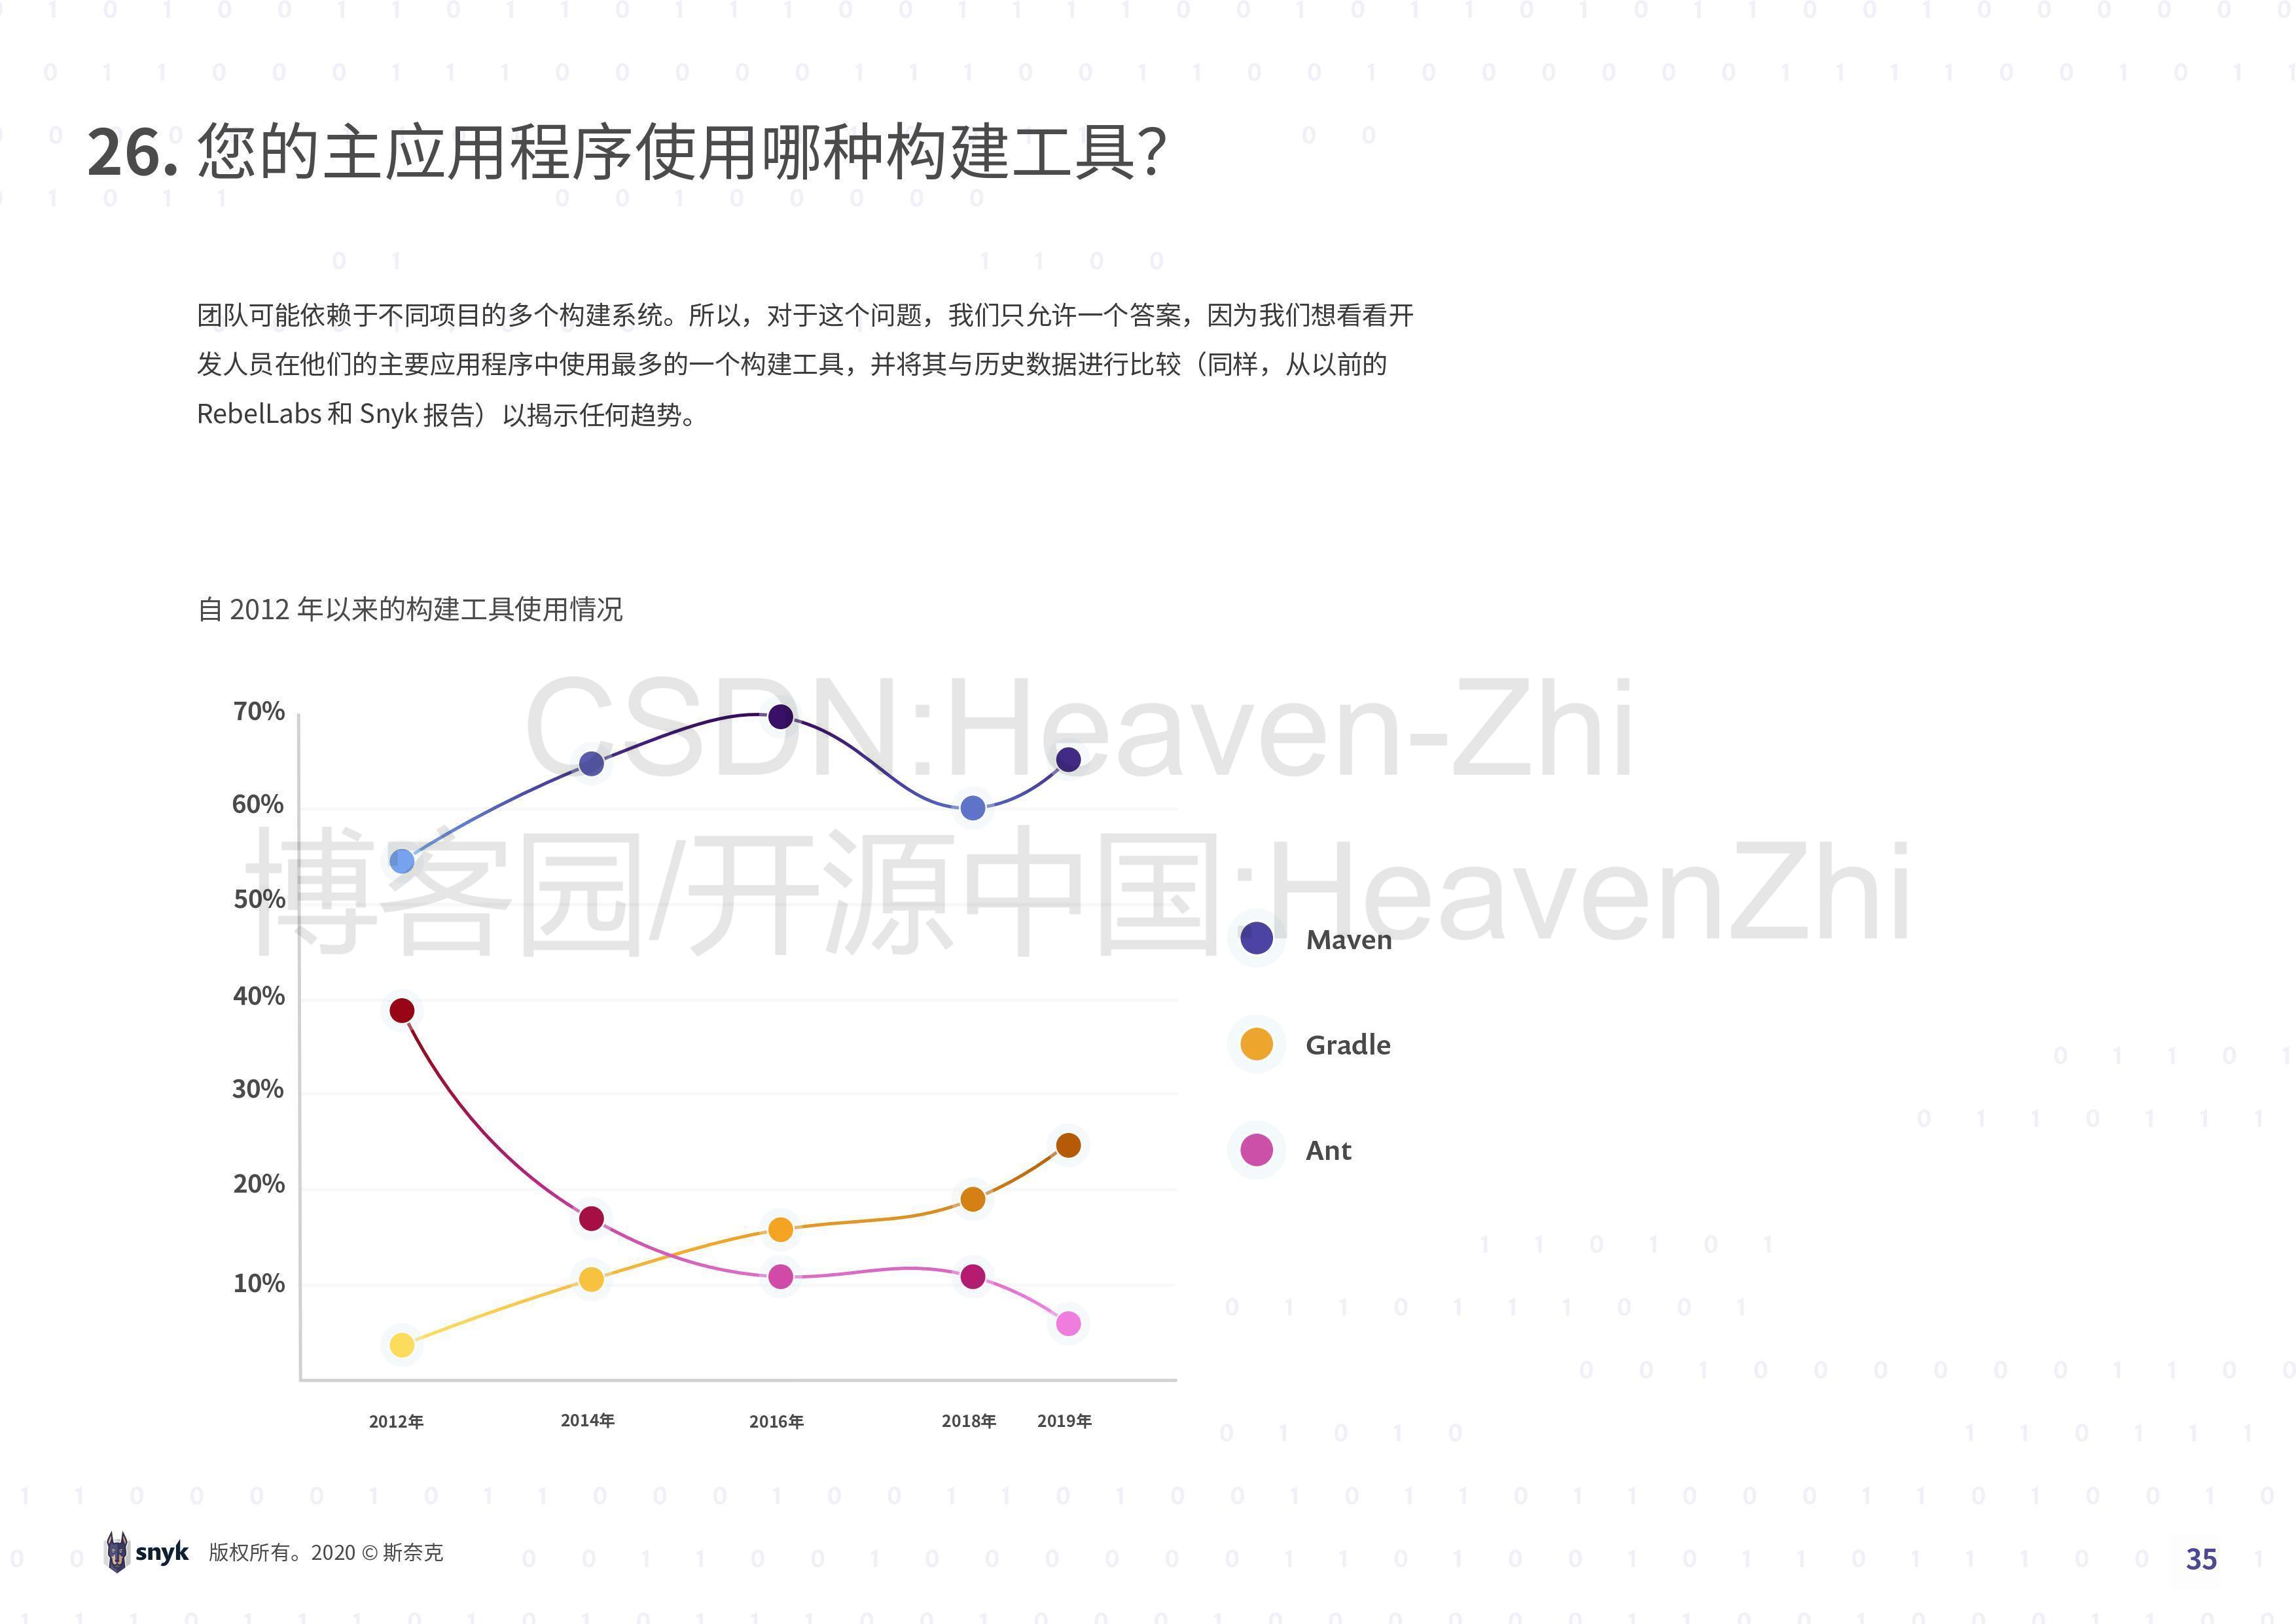 26. 您的主应用程序使用哪种构建工具？
团队可能依赖于不同项目的多个构建系统。所以，对于这个问题，我们只允许一个答案，因为我们想看看开
发人员在他们的主要应用程序中使用最多的一个构建工具，并将其与历史数据进行比较（同样，从以前的
RebelLabs 和 Snyk 报告）以揭示任何趋势。
自 2012 年以来的构建工具使用情况
CSDN:Heaven-Zhi
博客园/开源中国:HeavenZhi
70%
60%
50%
40%
30%
20%
10%
2012年 2014年 2016年 2018年 2019年
Maven
Gradle
Ant
snyk 版权所有。2020 © 斯奈克
35